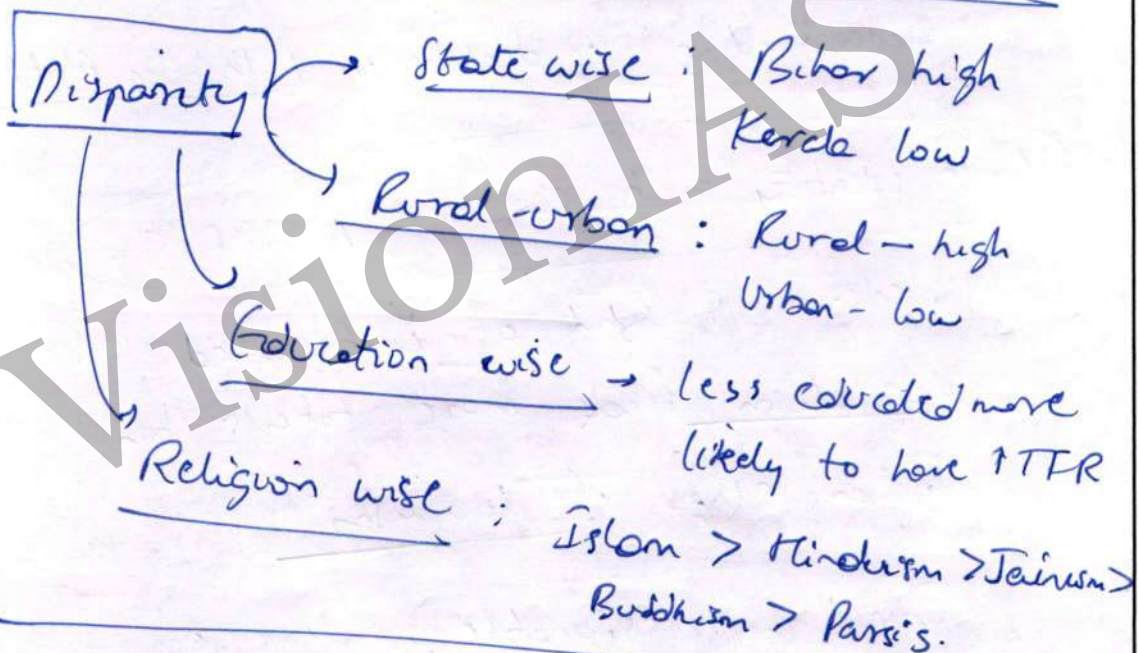 Disparity
State wise : Bihar high
Kerala low
Rural-urban : Rural - high
Urban - low
Education wise → less educated more
likely to have ↑TFR
Religion wise : Islam > Hinduism > Jainism >
Buddhism > Parsis.
VisionIAS